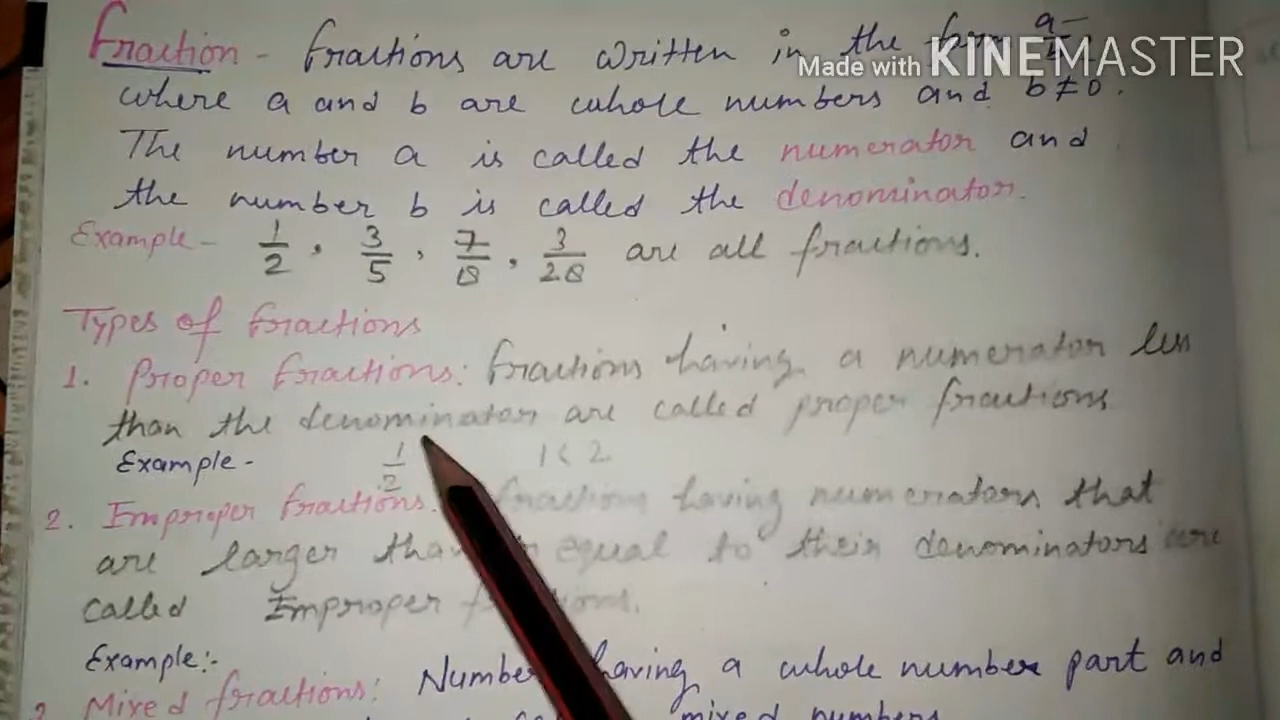 Fraction - Fractions are written in the form a/b,
Made with KINEMASTER
where a and b are whole numbers and b≠0.
The number a is called the numerator and
the number b is called the denominator.
Example - 1/2, 3/5, 7/8, 3/28 are all fractions.
Types of Fractions
1. Proper fractions: fractions having a numerator less
than the denominator are called proper fractions
Example - 1/2 1<2
2. Improper fractions. fractions having numerators that
are larger than equal to their denominators are
called Improper
Example:-
Mixed fractions: Number having a whole number part and
mixed numbers